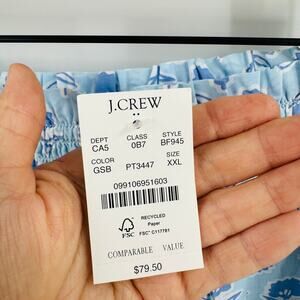 J.CREW
DEPT CLASS STYLE
CA5 0B7 BF945
COLOR SIZE
GSB PT3447 XXL
099106951603
FSC
RECYCLED
Paper
FSC® C117781
COMPARABLE VALUE
$79.50